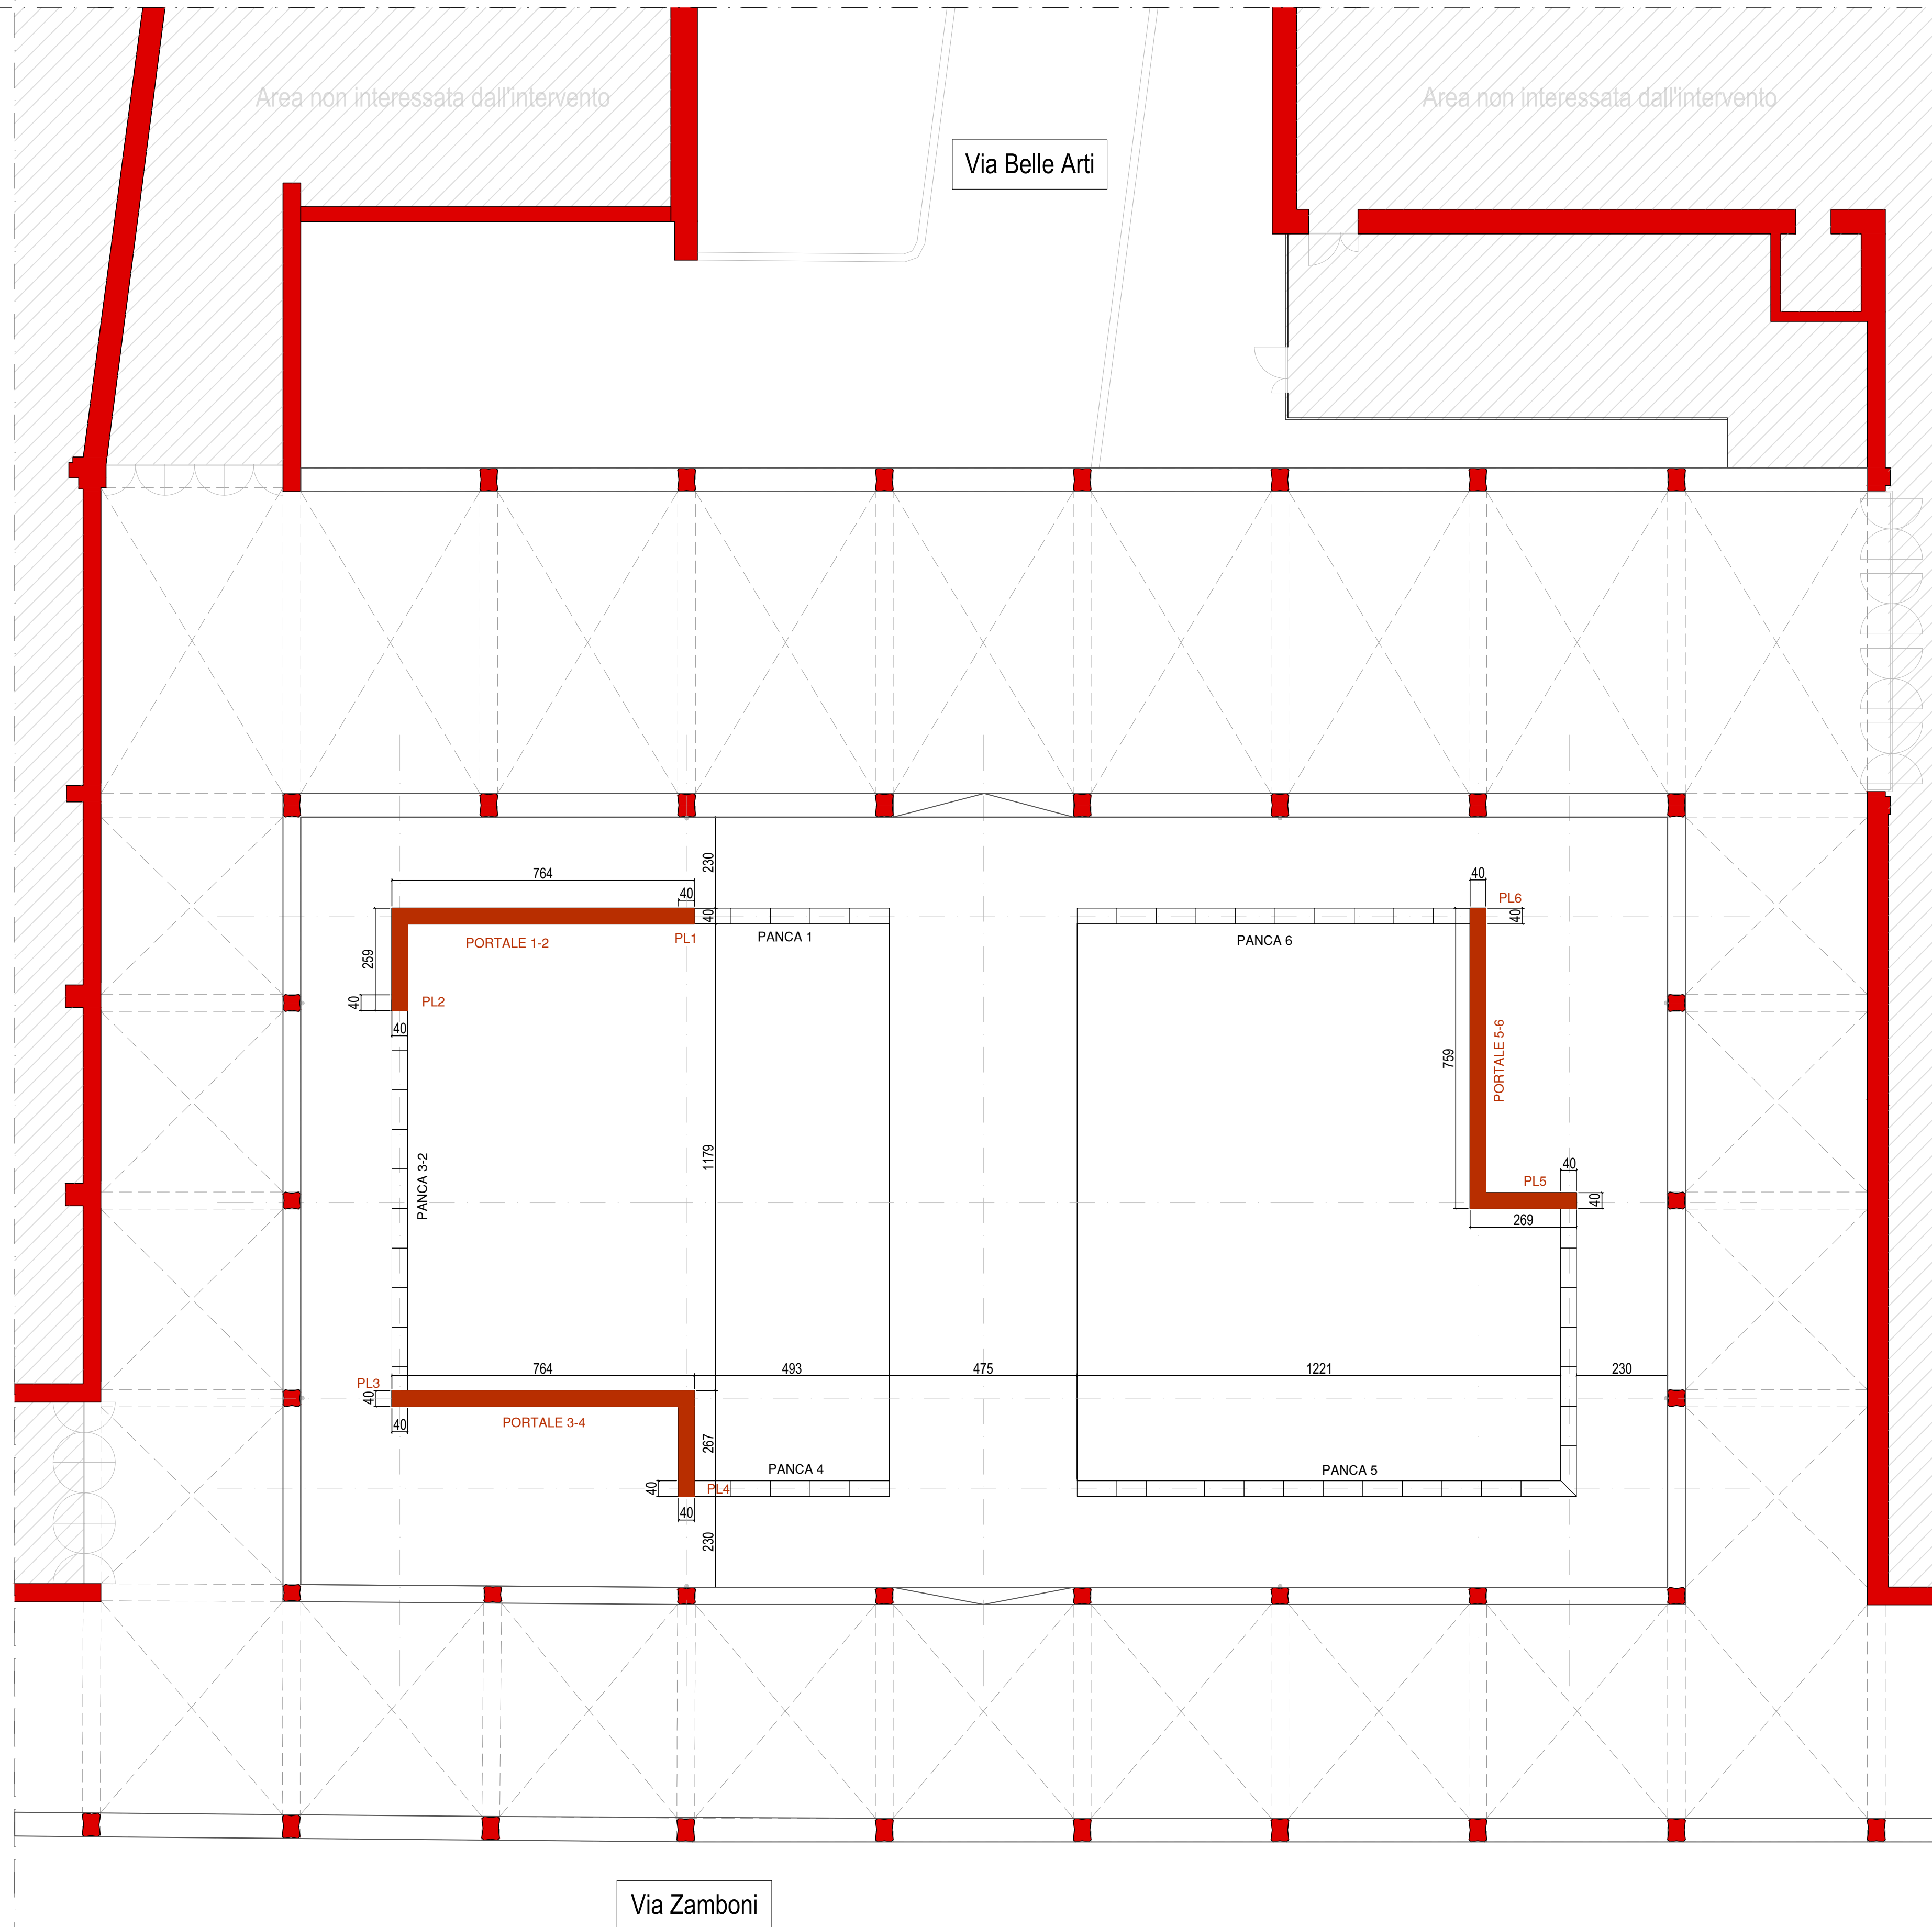 Area non interessata dall'intervento
Area non interessata dall'intervento
Via Belle Arti
230
764
40
40
40
PL6
40
PORTALE 1-2
PL1
PANCA 1
PANCA 6
259
40
PL2
40
759
PORTALE 5-6
PANCA 3-2
1179
40
PL5
40
269
764
493
475
1221
230
PL3
40
40
PORTALE 3-4
267
PANCA 4
PANCA 5
40
PL4
40
230
Via Zamboni